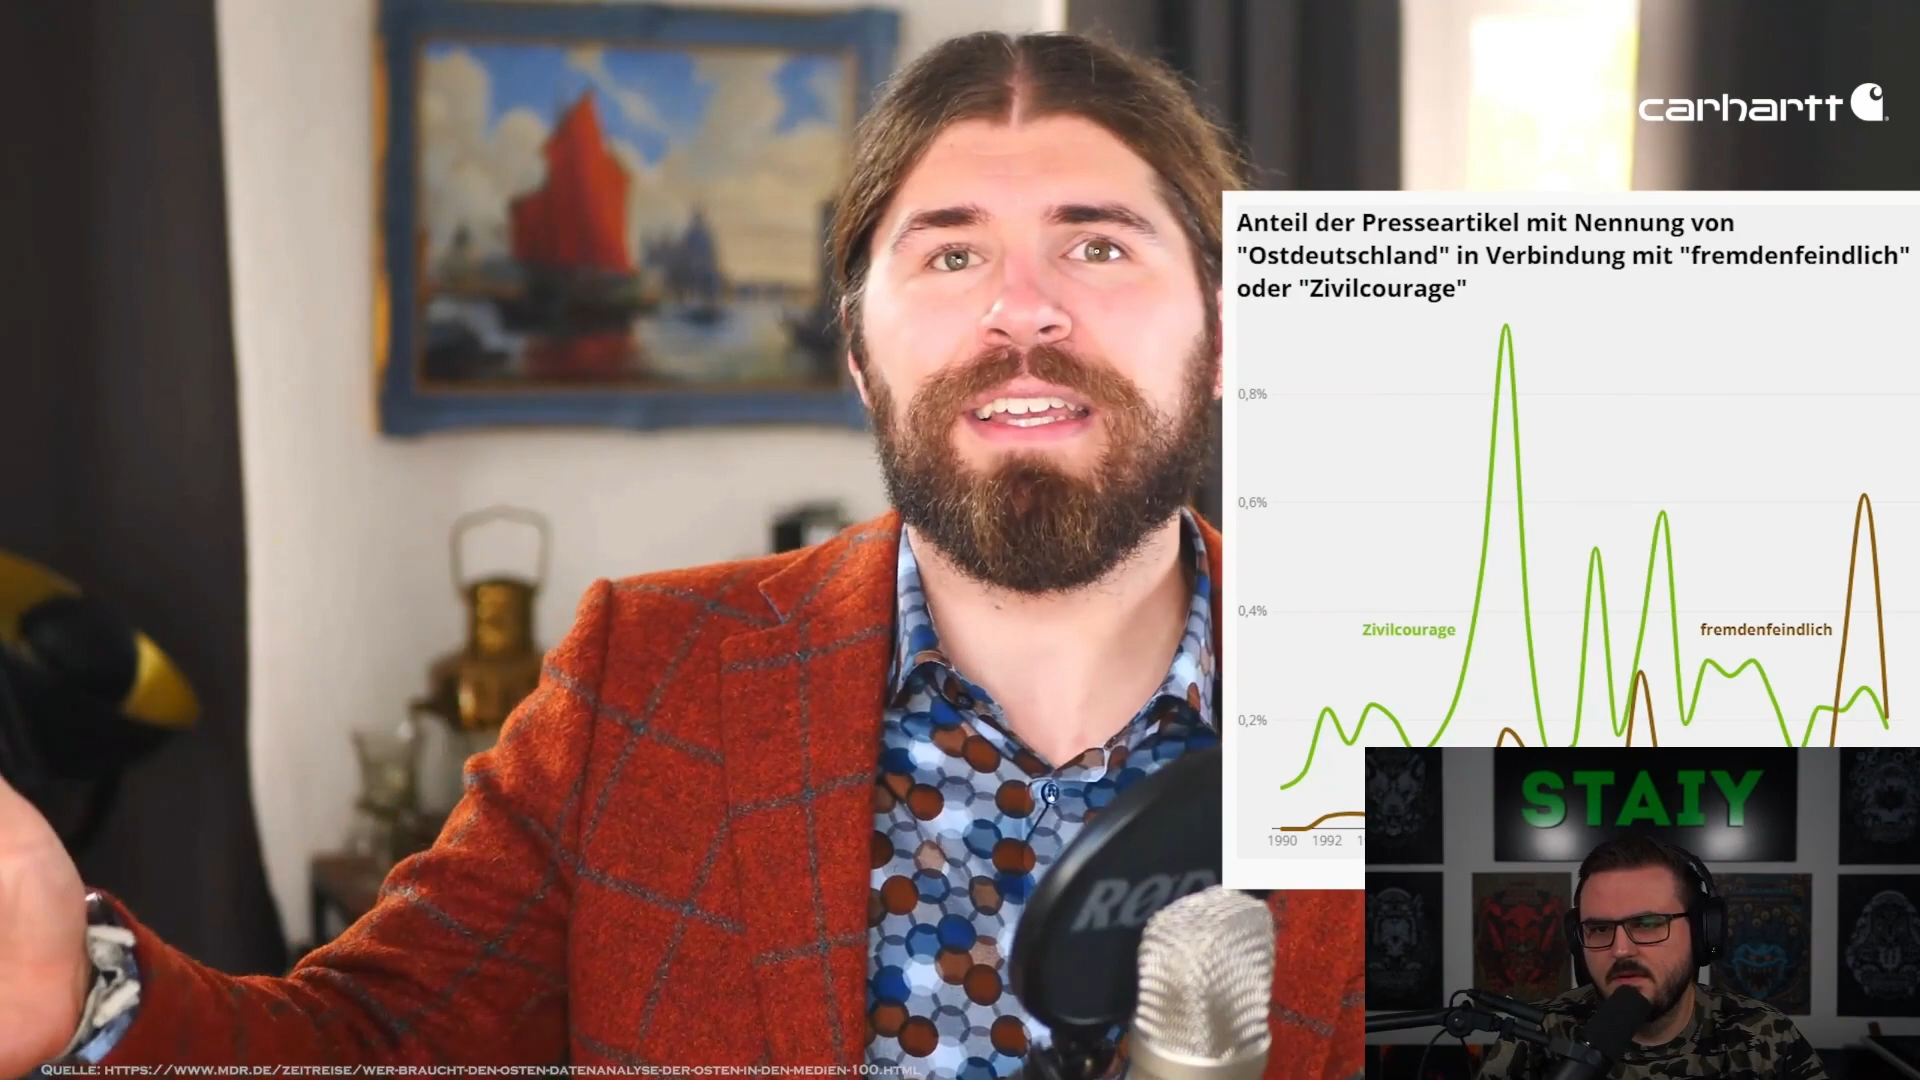 carhartt
Anteil der Presseartikel mit Nennung von
"Ostdeutschland" in Verbindung mit "fremdenfeindlich"
oder "Zivilcourage"
0,8%
0,6%
0,4%
Zivilcourage
fremdenfeindlich
0,2%
1990 1992
STAIY
RØD
QUELLE: HTTPS://WWW.MDR.DE/ZEITREISE/WER-BRAUCHT-DEN-OSTEN-DATENANALYSE-DER-OSTEN-IN-DEN-MEDIEN-100.HTML